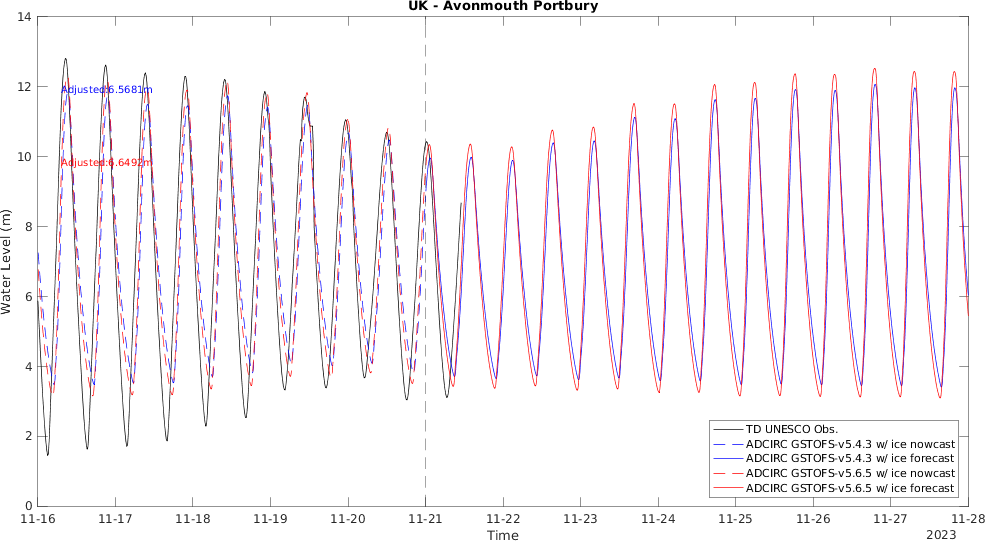 UK - Avonmouth Portbury
14
12
10
8
6
4
2
0
Water Level (m)
Adjusted:6.5681m
Adjusted:6.6492m
TD UNESCO Obs.
ADCIRC GSTOFS-v5.4.3 w/ ice nowcast
ADCIRC GSTOFS-v5.4.3 w/ ice forecast
ADCIRC GSTOFS-v5.6.5 w/ ice nowcast
ADCIRC GSTOFS-v5.6.5 w/ ice forecast
11-16 11-17 11-18 11-19 11-20 11-21 11-22 11-23 11-24 11-25 11-26 11-27 11-28
Time
2023